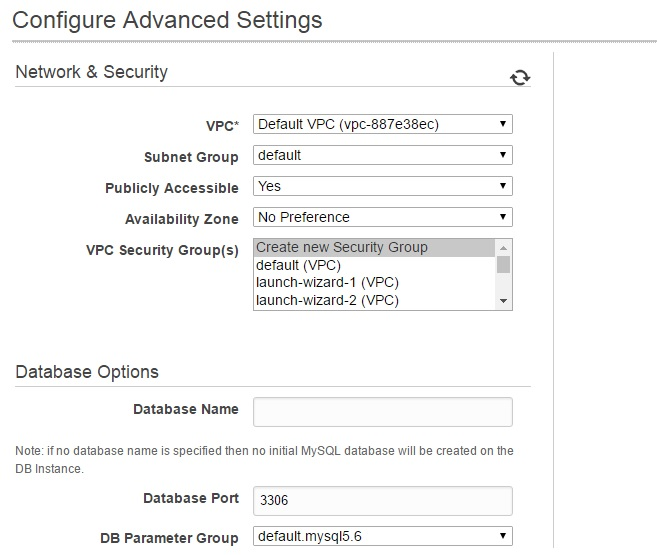 Configure Advanced Settings
Network & Security
VPC* Default VPC (vpc-887e38ec)
Subnet Group default
Publicly Accessible Yes
Availability Zone No Preference
VPC Security Group(s) Create new Security Group
default (VPC)
launch-wizard-1 (VPC)
launch-wizard-2 (VPC)
Database Options
Database Name
Note: if no database name is specified then no initial MySQL database will be created on the
DB Instance.
Database Port 3306
DB Parameter Group default.mysql5.6